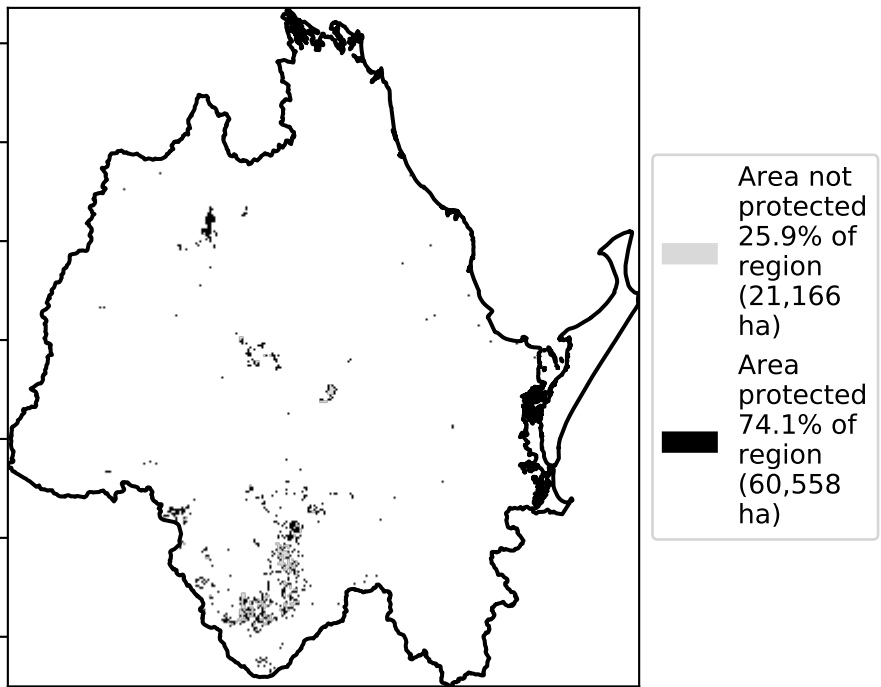 Area not
protected
25.9% of
region
(21,166
ha)
Area
protected
74.1% of
region
(60,558
ha)